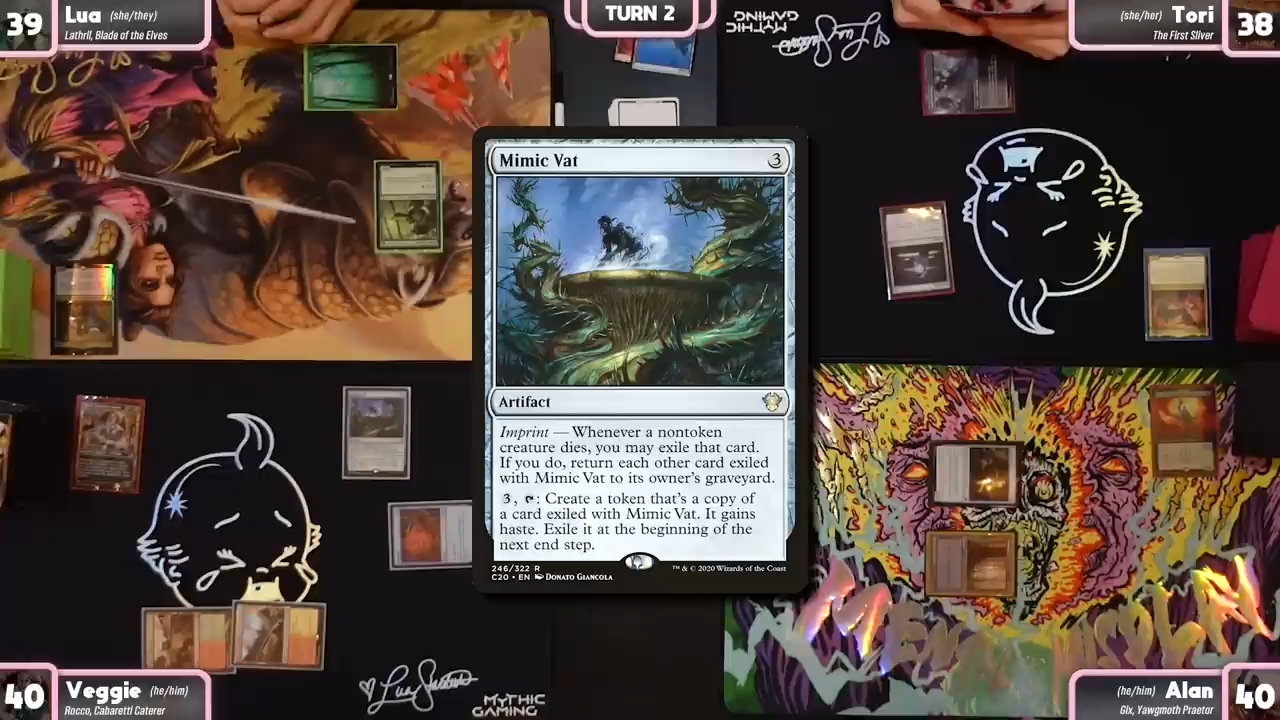 39
Lua (she/they)
Lathril, Blade of the Elves
TURN 2
MYTHIC
GAMING
(she/her) Tori
The First Sliver
38
Mimic Vat 3
Artifact
Imprint — Whenever a nontoken
creature dies, you may exile that card.
If you do, return each other card exiled
with Mimic Vat to its owner's graveyard.
3, : Create a token that's a copy of
a card exiled with Mimic Vat. It gains
haste. Exile it at the beginning of the
next end step.
246/322 R
C20 • EN Donato Giancola
™ & © 2020 Wizards of the Coast
40
Veggie (he/him)
Rocco, Cabaretti Caterer
MYTHIC
GAMING
(he/him) Alan
Glx, Yawgmoth Praetor
40